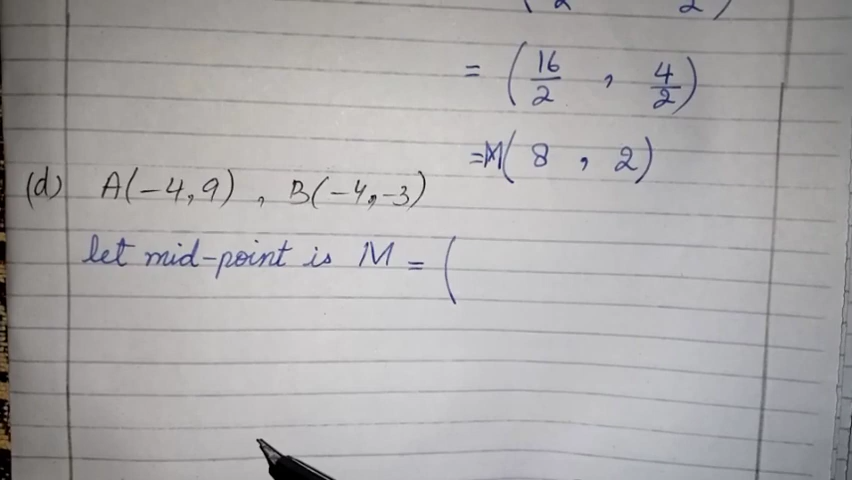 = ( 16/2 , 4/2 )
=M( 8 , 2 )
(d) A(-4,9) , B(-4,-3)
let mid-point is M = (